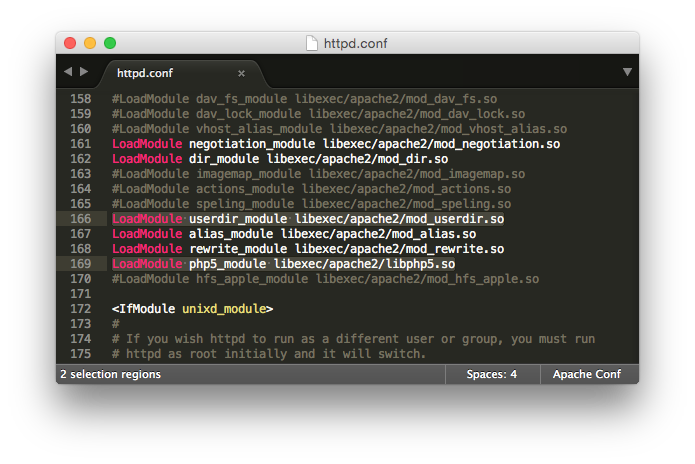 httpd.conf
httpd.conf ×
158 #LoadModule dav_fs_module libexec/apache2/mod_dav_fs.so
159 #LoadModule dav_lock_module libexec/apache2/mod_dav_lock.so
160 #LoadModule vhost_alias_module libexec/apache2/mod_vhost_alias.so
161 LoadModule negotiation_module libexec/apache2/mod_negotiation.so
162 LoadModule dir_module libexec/apache2/mod_dir.so
163 #LoadModule imagemap_module libexec/apache2/mod_imagemap.so
164 #LoadModule actions_module libexec/apache2/mod_actions.so
165 #LoadModule speling_module libexec/apache2/mod_speling.so
166 LoadModule userdir_module libexec/apache2/mod_userdir.so
167 LoadModule alias_module libexec/apache2/mod_alias.so
168 LoadModule rewrite_module libexec/apache2/mod_rewrite.so
169 LoadModule php5_module libexec/apache2/libphp5.so
170 #LoadModule hfs_apple_module libexec/apache2/mod_hfs_apple.so
171
172 <IfModule unixd_module>
173 #
174 # If you wish httpd to run as a different user or group, you must run
175 # httpd as root initially and it will switch.
2 selection regions Spaces: 4 Apache Conf